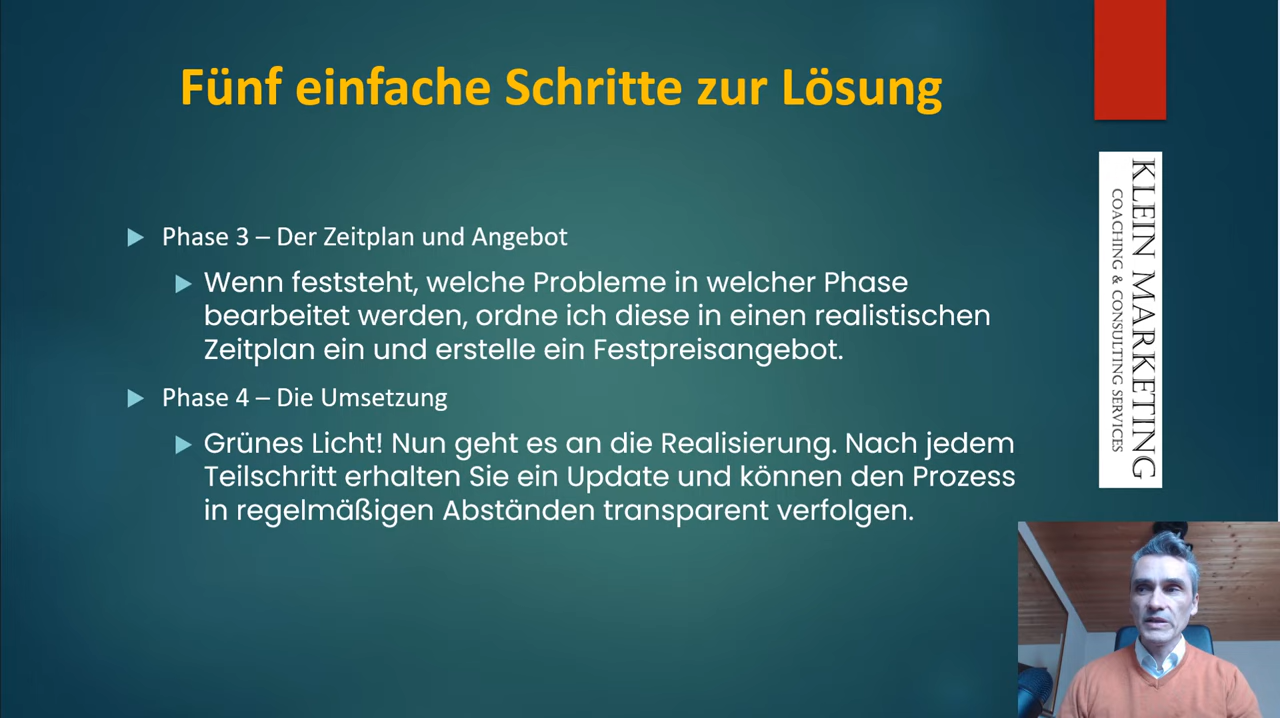 Fünf einfache Schritte zur Lösung
Phase 3 – Der Zeitplan und Angebot
Wenn feststeht, welche Probleme in welcher Phase
bearbeitet werden, ordne ich diese in einen realistischen
Zeitplan ein und erstelle ein Festpreisangebot.
Phase 4 – Die Umsetzung
Grünes Licht! Nun geht es an die Realisierung. Nach jedem
Teilschritt erhalten Sie ein Update und können den Prozess
in regelmäßigen Abständen transparent verfolgen.
KLEIN MARKETING
COACHING & CONSULTING SERVICES